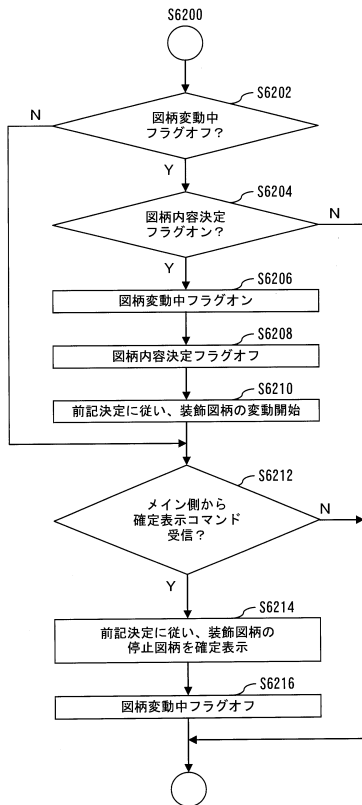 S6200
S6202
図柄変動中
フラグオフ？
N
Y
S6204
図柄内容決定
フラグオン？
N
Y
S6206
図柄変動中フラグオン
S6208
図柄内容決定フラグオフ
S6210
前記決定に従い、装飾図柄の変動開始
S6212
メイン側から
確定表示コマンド
受信？
N
Y
S6214
前記決定に従い、装飾図柄の
停止図柄を確定表示
S6216
図柄変動中フラグオフ